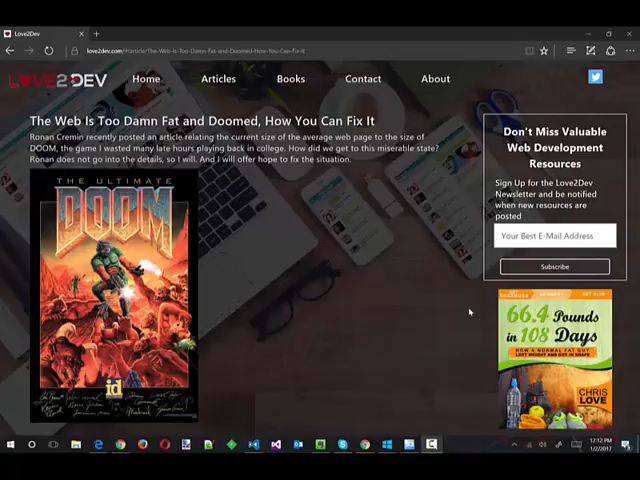 Love2Dev
love2dev.com/#!article/The-Web-Is-Too-Damn-Fat-and-Doomed-How-You-Can-Fix-It
LOVE2DEV
Home
Articles
Books
Contact
About
The Web Is Too Damn Fat and Doomed, How You Can Fix It
Ronan Cremin recently posted an article relating the current size of the average web page to the size of
DOOM, the game I wasted many late hours playing back in college. How did we get to this miserable state?
Ronan does not go into the details, so I will. And I will offer hope to fix the situation.
THE ULTIMATE
DOOM
id
Don't Miss Valuable
Web Development
Resources
Sign Up for the Love2Dev
Newsletter and be notified
when new resources are
posted
Your Best E-Mail Address
Subscribe
66.4 Pounds
in 108 Days
HOW A NORMAL FAT GUY
LOST WEIGHT AND GOT IN SHAPE
CHRIS
LOVE
12:12 PM
1/2/2017